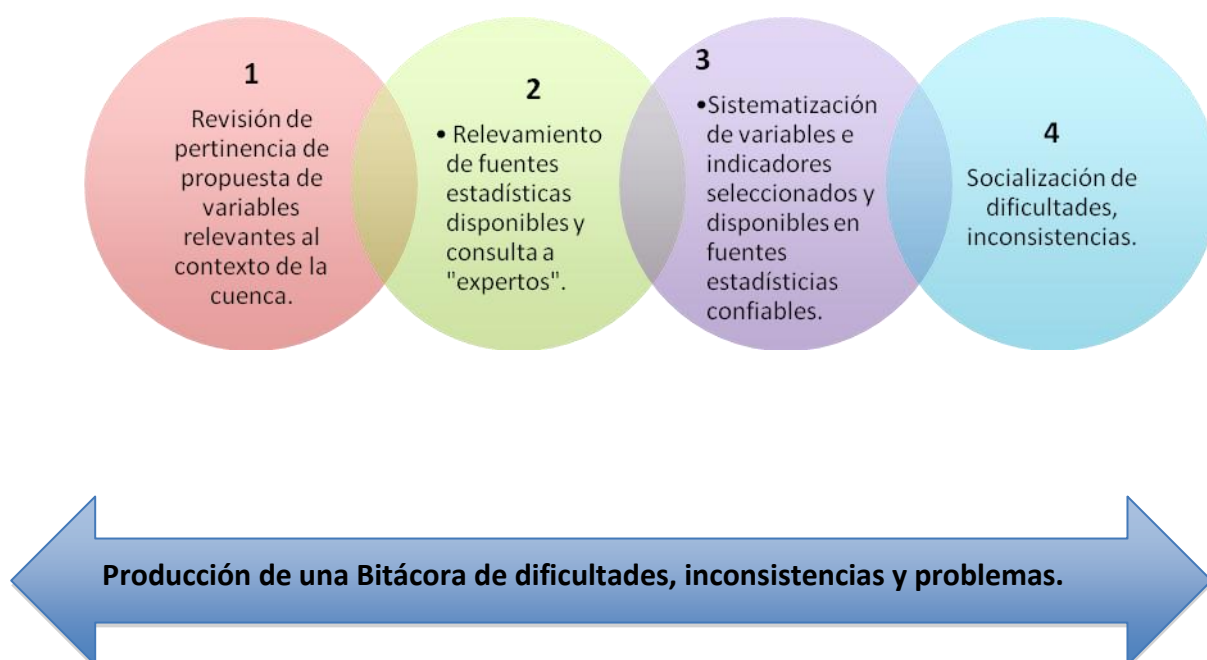 1
Revisión de
pertinencia de
propuesta de
variables
relevantes al
contexto de la
cuenca.
2
• Relevamiento
de fuentes
estadísticas
disponibles y
consulta a
"expertos".
3
•Sistematización
de variables e
indicadores
seleccionados y
disponibles en
fuentes
estadísticias
confiables.
4
Socialización de
dificultades,
inconsistencias.
Producción de una Bitácora de dificultades, inconsistencias y problemas.